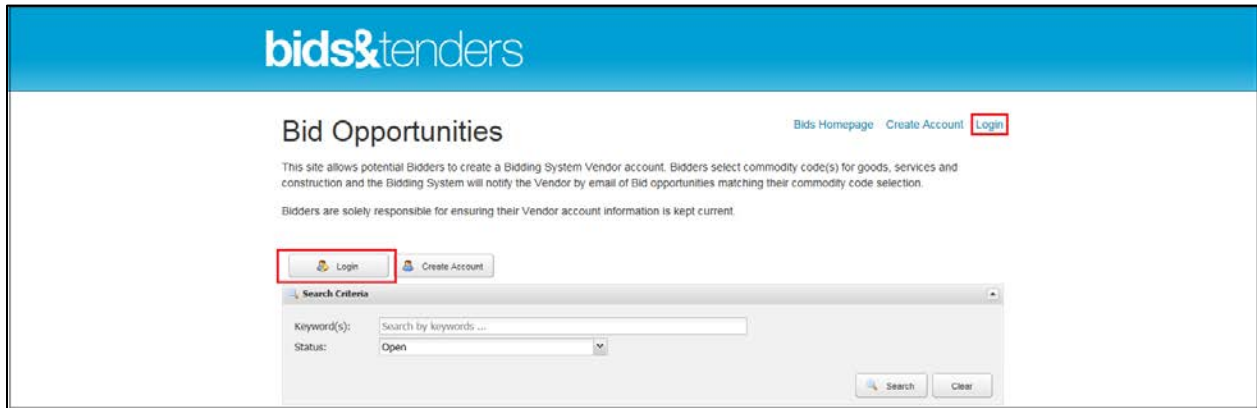 bids&tenders
Bid Opportunities
Bids Homepage Create Account Login
This site allows potential Bidders to create a Bidding System Vendor account. Bidders select commodity code(s) for goods, services and
construction and the Bidding System will notify the Vendor by email of Bid opportunities matching their commodity code selection.
Bidders are solely responsible for ensuring their Vendor account information is kept current.
Login Create Account
Search Criteria
Keyword(s): Search by keywords ...
Status: Open
Search Clear